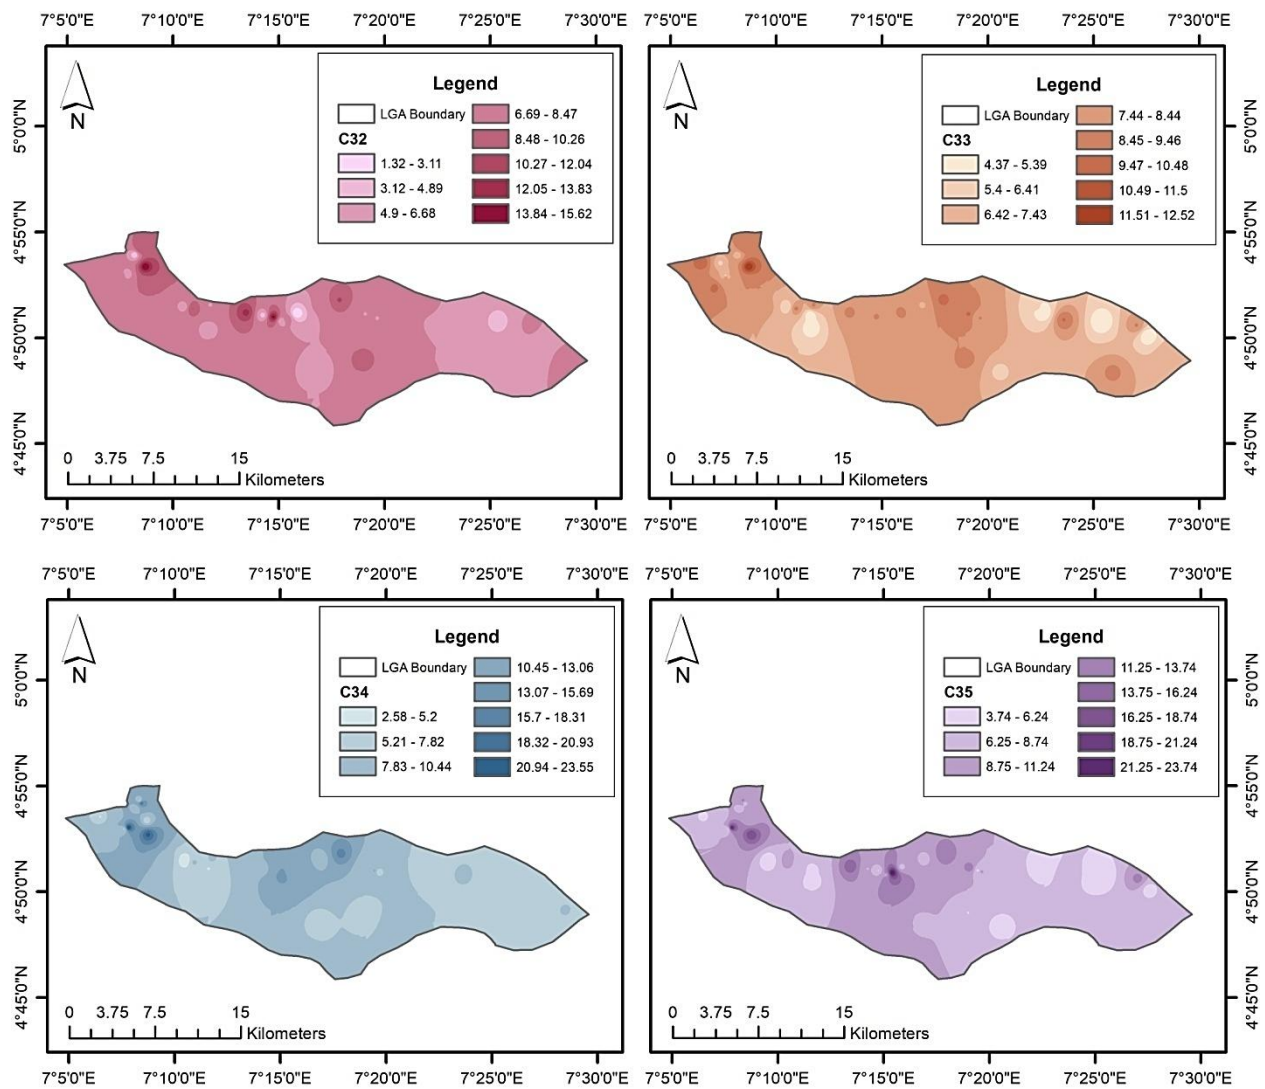 7°5'0"E 7°10'0"E 7°15'0"E 7°20'0"E 7°25'0"E 7°30'0"E
N
5°0'0"N
4°55'0"N
4°50'0"N
4°45'0"N
Legend
LGA Boundary
C32
1.32 - 3.11
3.12 - 4.89
4.9 - 6.68
6.69 - 8.47
8.48 - 10.26
10.27 - 12.04
12.05 - 13.83
13.84 - 15.62
0 3.75 7.5 15
Kilometers
7°5'0"E 7°10'0"E 7°15'0"E 7°20'0"E 7°25'0"E 7°30'0"E
7°5'0"E 7°10'0"E 7°15'0"E 7°20'0"E 7°25'0"E 7°30'0"E
N
Legend
LGA Boundary
C33
4.37 - 5.39
5.4 - 6.41
6.42 - 7.43
7.44 - 8.44
8.45 - 9.46
9.47 - 10.48
10.49 - 11.5
11.51 - 12.52
5°0'0"N
4°55'0"N
4°50'0"N
4°45'0"N
0 3.75 7.5 15
Kilometers
7°5'0"E 7°10'0"E 7°15'0"E 7°20'0"E 7°25'0"E 7°30'0"E
7°5'0"E 7°10'0"E 7°15'0"E 7°20'0"E 7°25'0"E 7°30'0"E
N
5°0'0"N
4°55'0"N
4°50'0"N
4°45'0"N
Legend
LGA Boundary
C34
2.58 - 5.2
5.21 - 7.82
7.83 - 10.44
10.45 - 13.06
13.07 - 15.69
15.7 - 18.31
18.32 - 20.93
20.94 - 23.55
0 3.75 7.5 15
Kilometers
7°5'0"E 7°10'0"E 7°15'0"E 7°20'0"E 7°25'0"E 7°30'0"E
7°5'0"E 7°10'0"E 7°15'0"E 7°20'0"E 7°25'0"E 7°30'0"E
N
Legend
LGA Boundary
C35
3.74 - 6.24
6.25 - 8.74
8.75 - 11.24
11.25 - 13.74
13.75 - 16.24
16.25 - 18.74
18.75 - 21.24
21.25 - 23.74
5°0'0"N
4°55'0"N
4°50'0"N
4°45'0"N
0 3.75 7.5 15
Kilometers
7°5'0"E 7°10'0"E 7°15'0"E 7°20'0"E 7°25'0"E 7°30'0"E